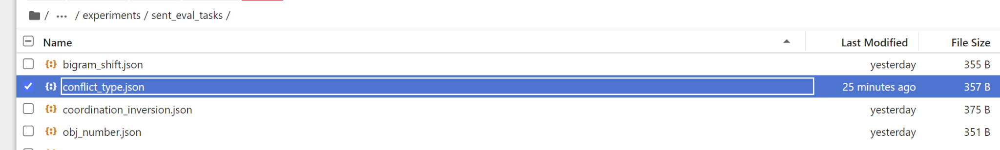 / ... / experiments / sent_eval_tasks /
Name Last Modified File Size
bigram_shift.json yesterday 355 B
conflict_type.json 25 minutes ago 357 B
coordination_inversion.json yesterday 375 B
obj_number.json yesterday 351 B